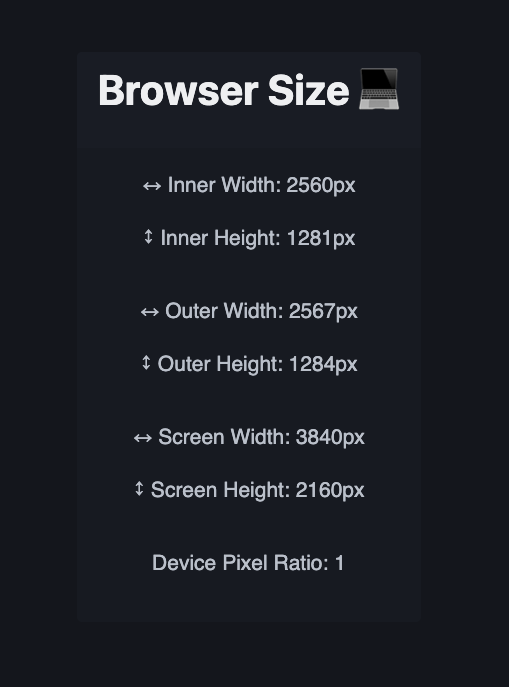 Browser Size 💻
↔ Inner Width: 2560px
↕ Inner Height: 1281px
↔ Outer Width: 2567px
↕ Outer Height: 1284px
↔ Screen Width: 3840px
↕ Screen Height: 2160px
Device Pixel Ratio: 1